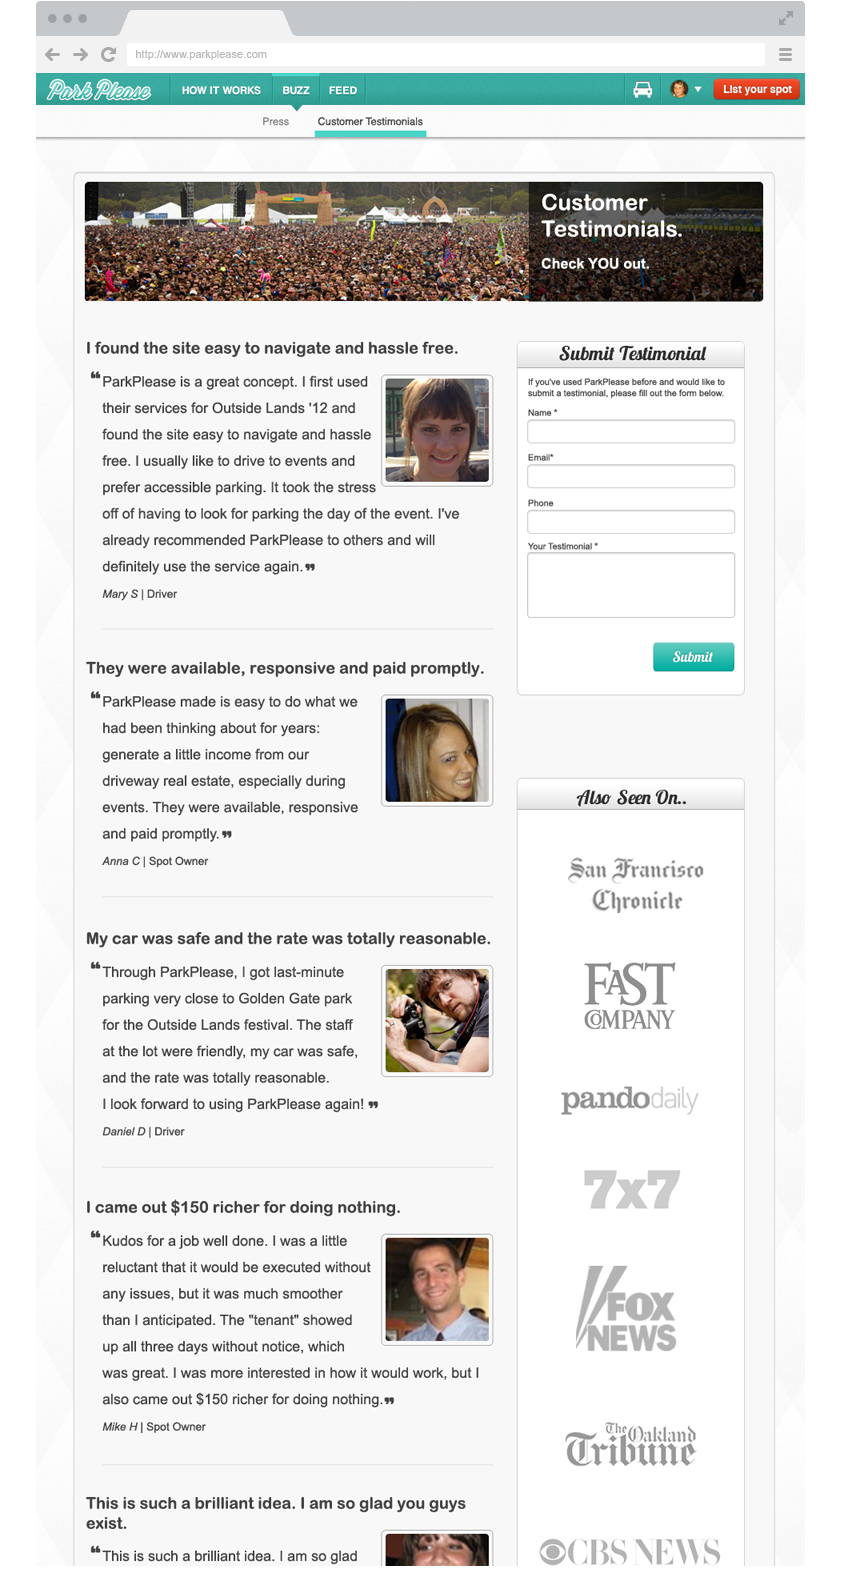 http://www.parkplease.com
Park Please
HOW IT WORKS
BUZZ
FEED
List your spot
Press
Customer Testimonials
Customer
Testimonials.
Check YOU out.
I found the site easy to navigate and hassle free.
❝ParkPlease is a great concept. I first used
their services for Outside Lands '12 and
found the site easy to navigate and hassle
free. I usually like to drive to events and
prefer accessible parking. It took the stress
off of having to look for parking the day of the event. I've
already recommended ParkPlease to others and will
definitely use the service again.❞
Mary S | Driver
They were available, responsive and paid promptly.
❝ParkPlease made is easy to do what we
had been thinking about for years:
generate a little income from our
driveway real estate, especially during
events. They were available, responsive
and paid promptly.❞
Anna C | Spot Owner
My car was safe and the rate was totally reasonable.
❝Through ParkPlease, I got last-minute
parking very close to Golden Gate park
for the Outside Lands festival. The staff
at the lot were friendly, my car was safe,
and the rate was totally reasonable.
I look forward to using ParkPlease again! ❞
Daniel D | Driver
I came out $150 richer for doing nothing.
❝Kudos for a job well done. I was a little
reluctant that it would be executed without
any issues, but it was much smoother
than I anticipated. The "tenant" showed
up all three days without notice, which
was great. I was more interested in how it would work, but I
also came out $150 richer for doing nothing.❞
Mike H | Spot Owner
This is such a brilliant idea. I am so glad you guys
exist.
❝This is such a brilliant idea. I am so glad
Submit Testimonial
If you've used ParkPlease before and would like to
submit a testimonial, please fill out the form below.
Name *
Email*
Phone
Your Testimonial *
Submit
Also Seen On..
San Francisco
Chronicle
FAST
COMPANY
pandodaily
7x7
FOX
NEWS
The Oakland
Tribune
CBS NEWS